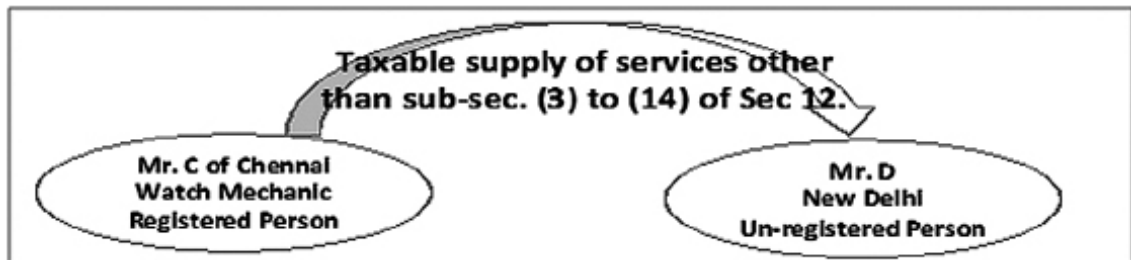 Taxable supply of services other
than sub-sec. (3) to (14) of Sec 12.
Mr. C of Chennai
Watch Mechanic
Registered Person
Mr. D
New Delhi
Un-registered Person